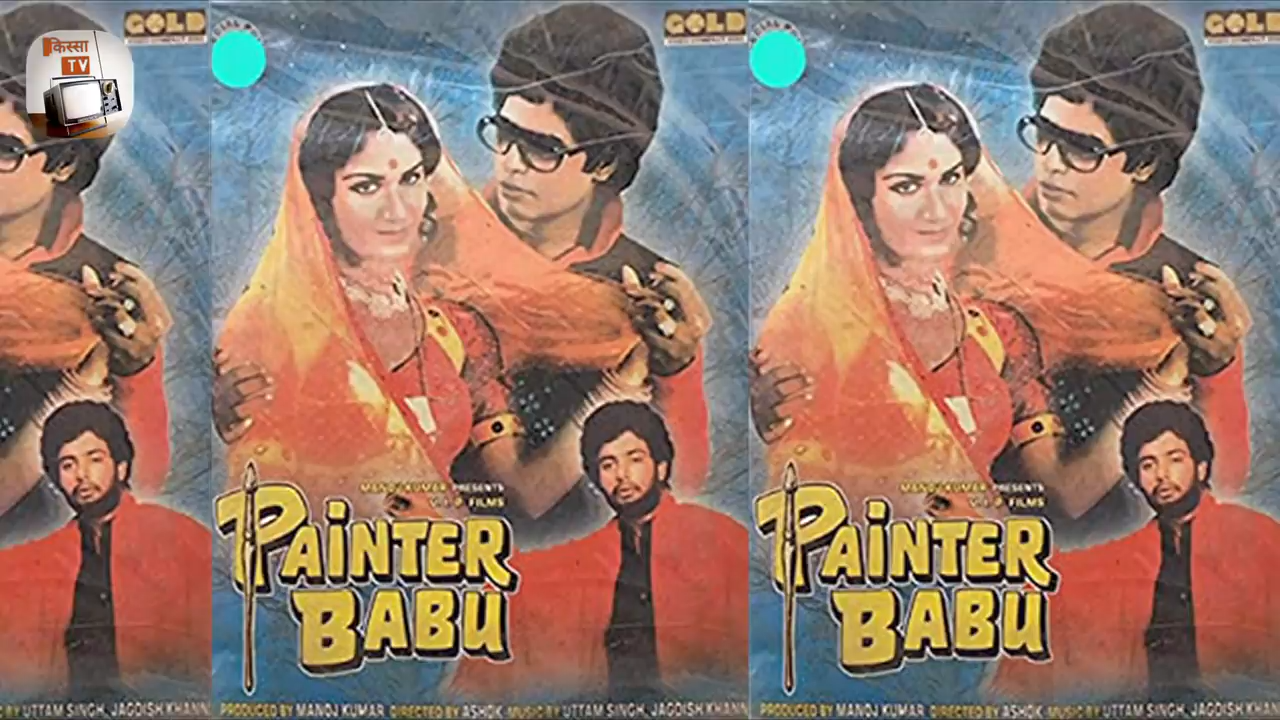 किस्सा
TV
GOLD
GOLD
GOLD
MANOJ KUMAR PRESENTS
V.I.P FILMS
PAINTER
BABU
MANOJ KUMAR PRESENTS
V.I.P FILMS
PAINTER
BABU
BY UTTAM SINGH, JAGDISH KHANN
PRODUCED BY MANOJ KUMAR DIRECTED BY ASHOK MUSIC BY UTTAM SINGH, JAGDISH KHANN
PRODUCED BY MANOJ KUMAR DIRECTED BY ASHOK MUSIC BY UTTAM SINGH, JAGDISH KHANN